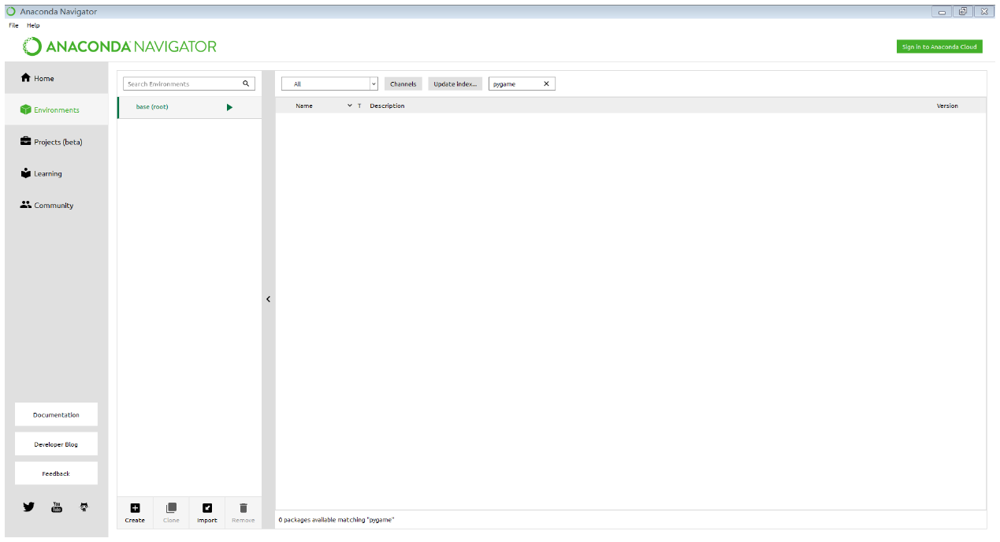 Anaconda Navigator
File Help
ANACONDA NAVIGATOR
Sign in to Anaconda Cloud
Home
Environments
Projects (beta)
Learning
Community
Documentation
Developer Blog
Feedback
You Tube
Search Environments
base (root)
Create Clone Import Remove
All Channels Update index... pygame
Name T Description Version
0 packages available matching "pygame"